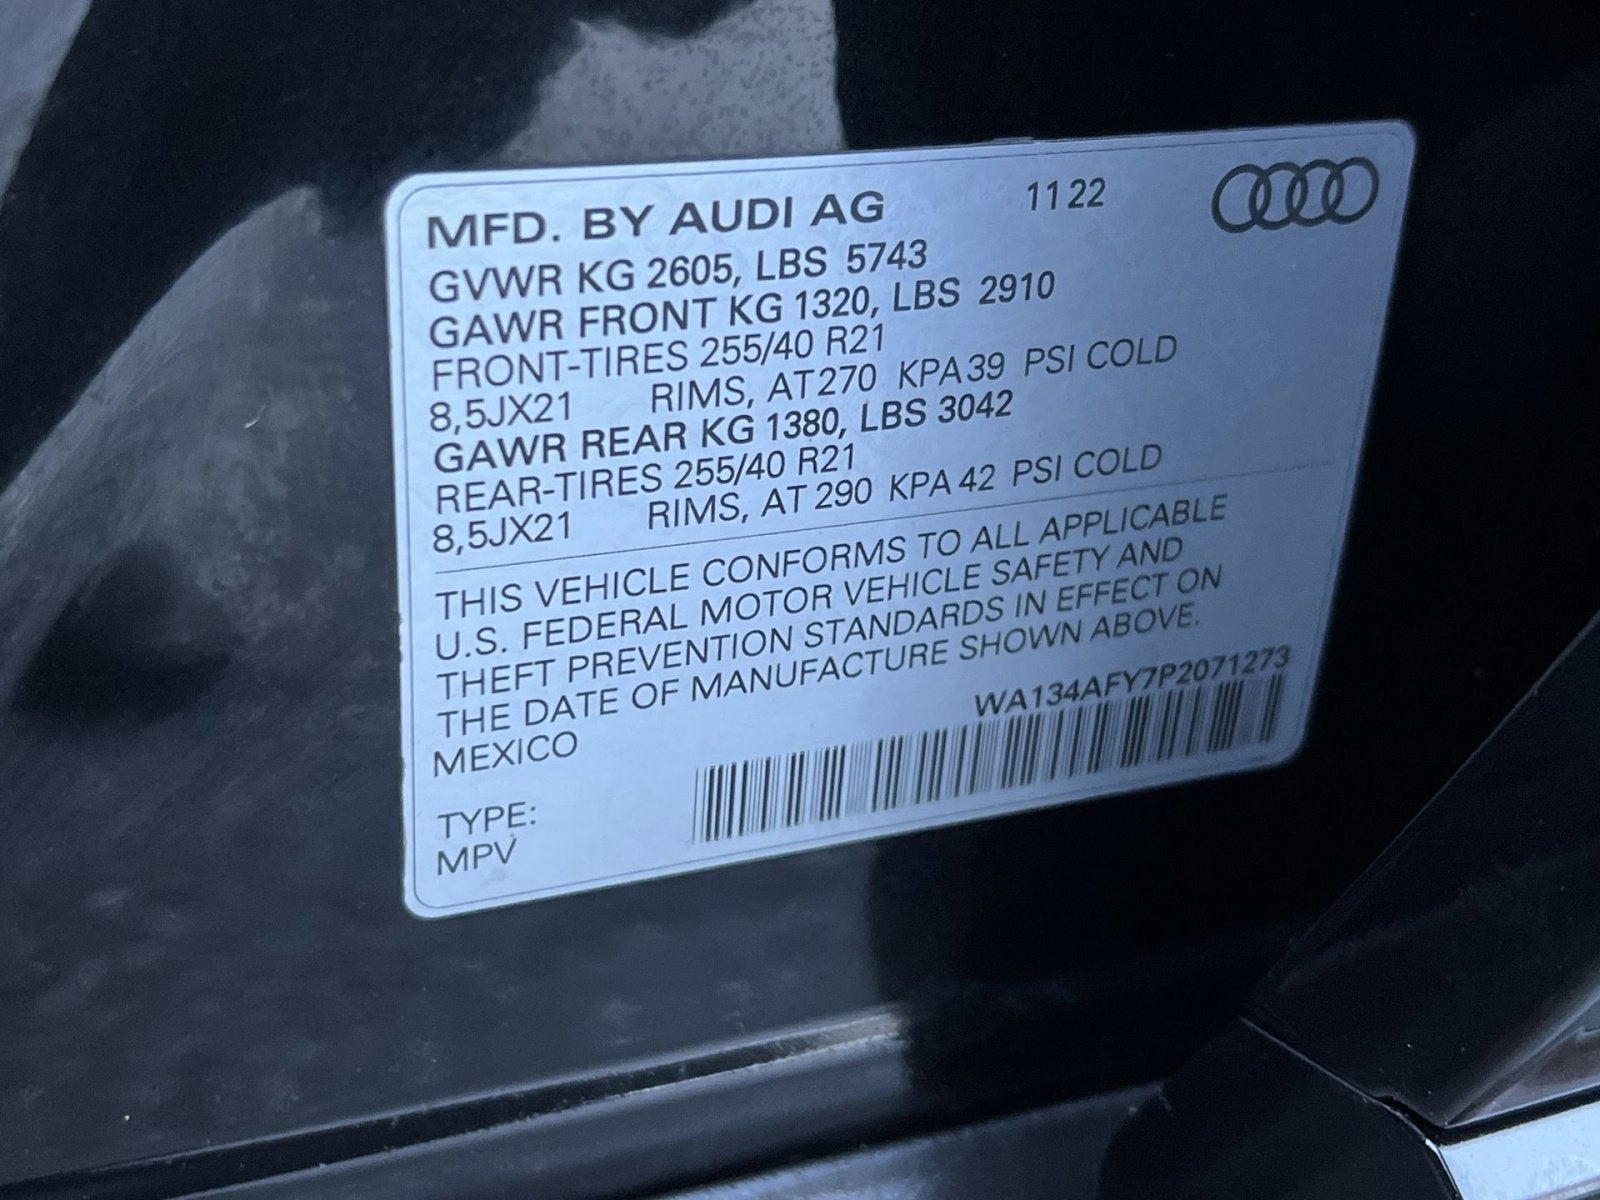 MFD. BY AUDI AG 11 22
GVWR KG 2605, LBS 5743
GAWR FRONT KG 1320, LBS 2910
FRONT-TIRES 255/40 R21
8,5JX21 RIMS, AT 270 KPA 39 PSI COLD
GAWR REAR KG 1380, LBS 3042
REAR-TIRES 255/40 R21
8,5JX21 RIMS, AT 290 KPA 42 PSI COLD
THIS VEHICLE CONFORMS TO ALL APPLICABLE
U.S. FEDERAL MOTOR VEHICLE SAFETY AND
THEFT PREVENTION STANDARDS IN EFFECT ON
THE DATE OF MANUFACTURE SHOWN ABOVE.
WA134AFY7P2071273
MEXICO
TYPE:
MPV